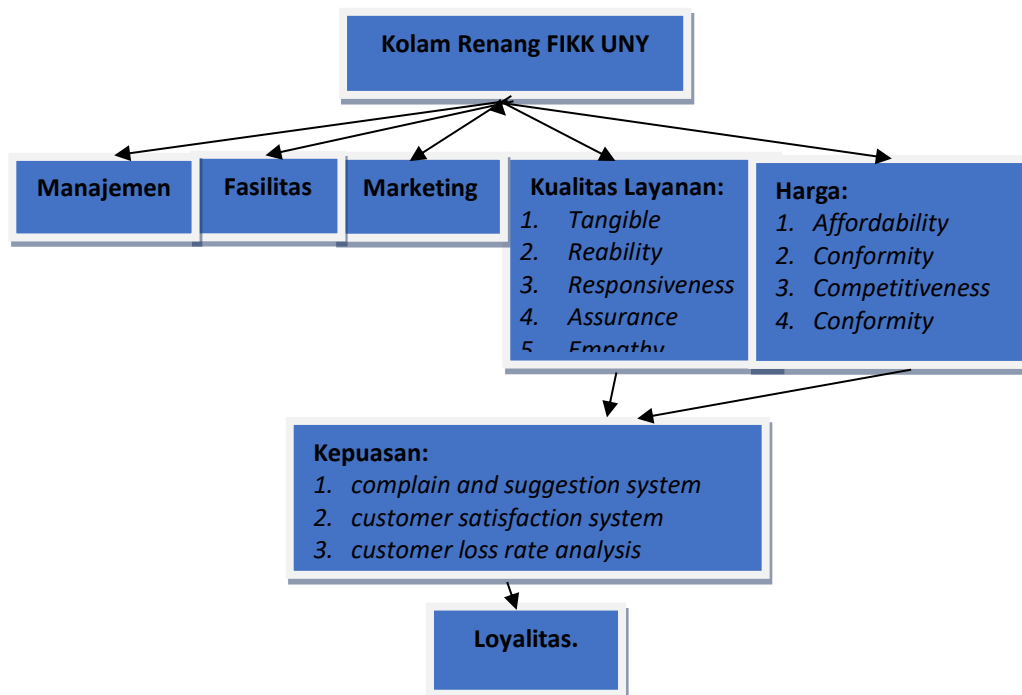 Kolam Renang FIKK UNY
Manajemen
Fasilitas
Marketing
Kualitas Layanan:
1. Tangible
2. Reability
3. Responsiveness
4. Assurance
5. Empathy
Harga:
1. Affordability
2. Conformity
3. Competitiveness
4. Conformity
Kepuasan:
1. complain and suggestion system
2. customer satisfaction system
3. customer loss rate analysis
Loyalitas.